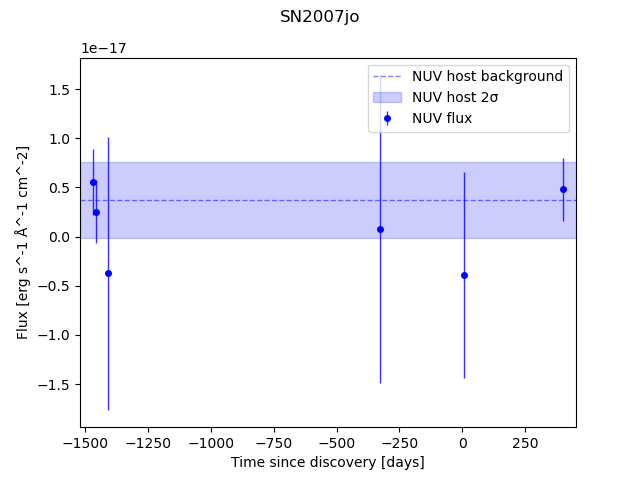 SN2007jo
1e−17
NUV host background
NUV host 2σ
NUV flux
1.5
1.0
0.5
0.0
−0.5
−1.0
−1.5
Flux [erg s^-1 Å^-1 cm^-2]
−1500 −1250 −1000 −750 −500 −250 0 250
Time since discovery [days]